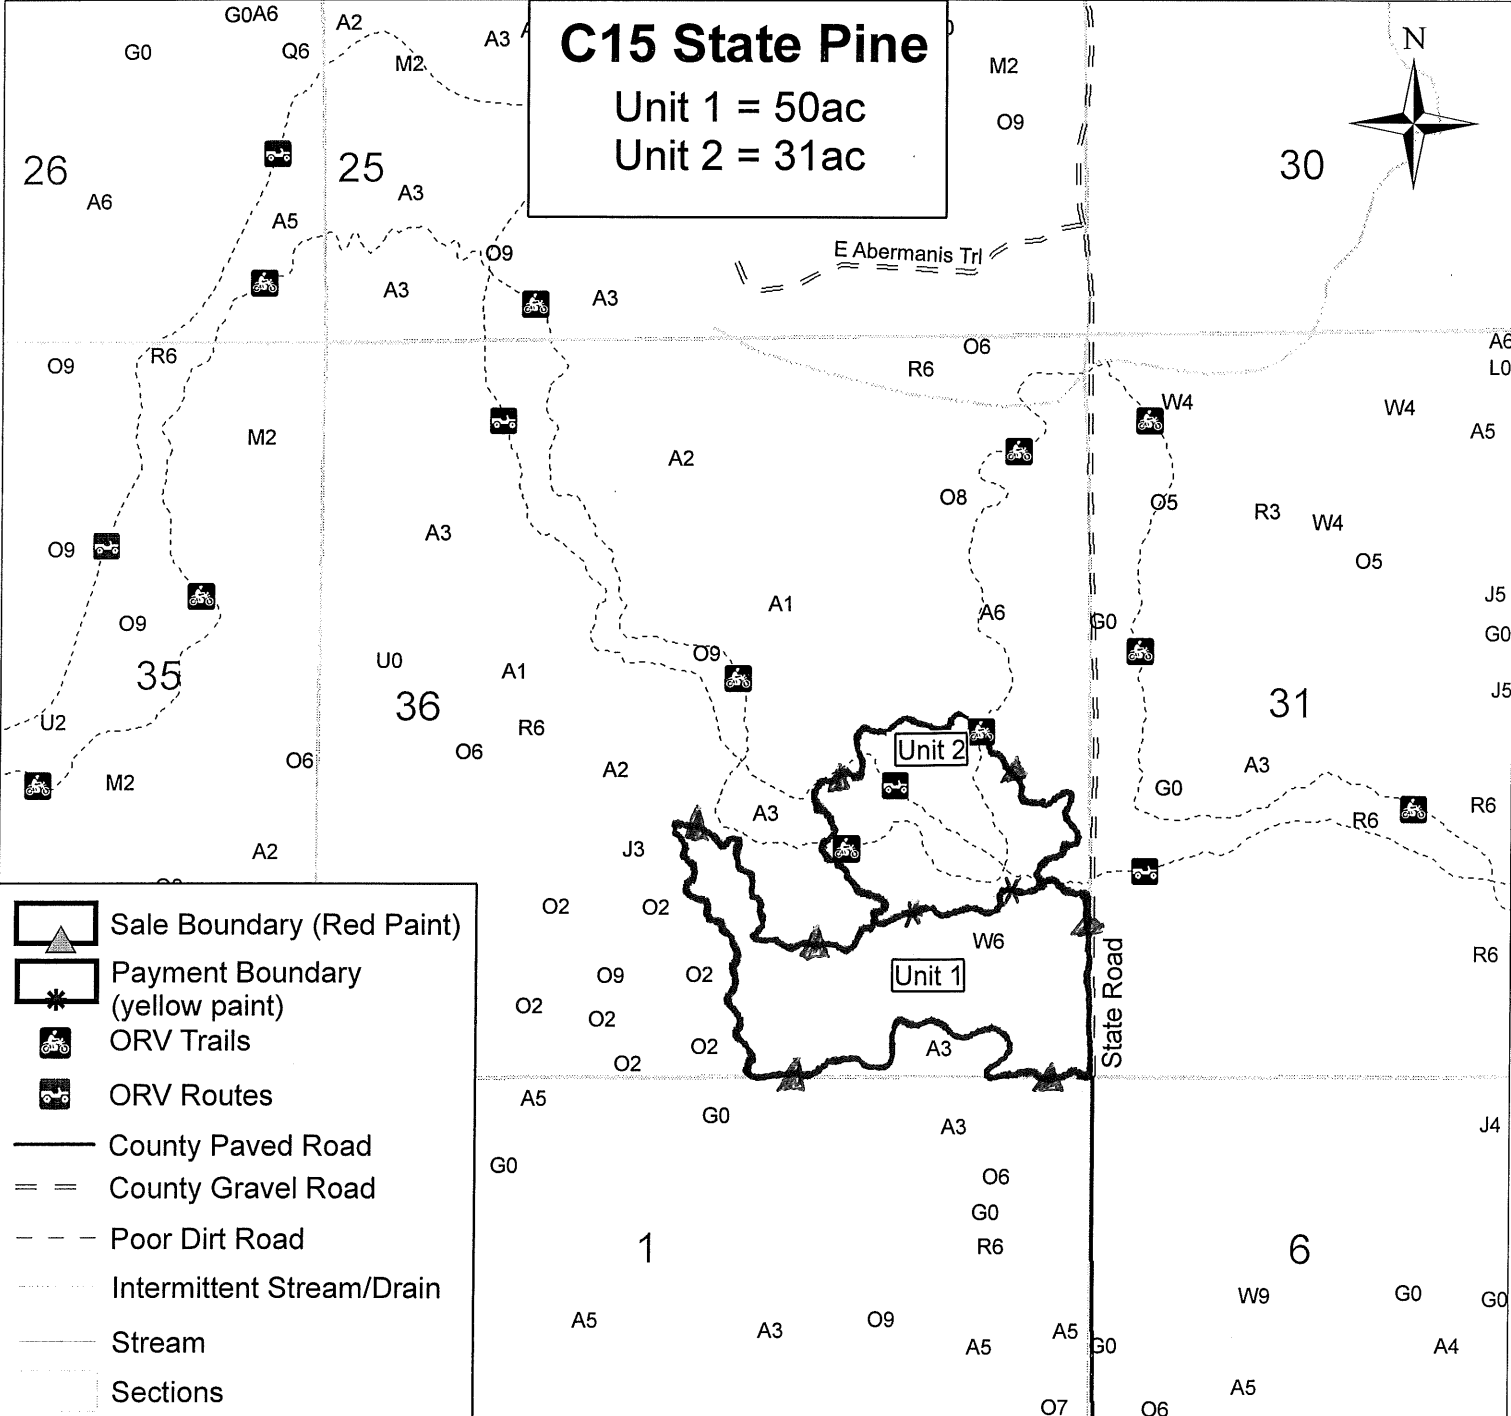 G0A6
A2
A3
G0
Q6
M2
C15 State Pine
Unit 1 = 50ac
Unit 2 = 31ac
M2
O9
N
26
25
30
A6
A3
A5
O9
E Abermanis Trl
A3
A3
O6
A6
O9
R6
R6
L0
W4
W4
M2
A5
A2
O8
O5
R3
W4
A3
O9
O5
A1
J5
A6
G0
O9
G0
O9
35
U0
A1
J5
36
31
U2
R6
O6
O6
Unit 2
A2
A3
M2
G0
A3
R6
R6
J3
A2
O2
O2
W6
R6
O9
O2
Unit 1
O2
O2
State Road
O2
A3
O2
Sale Boundary (Red Paint)
Payment Boundary
(yellow paint)
ORV Trails
ORV Routes
County Paved Road
County Gravel Road
Poor Dirt Road
Intermittent Stream/Drain
Stream
Sections
A5
G0
A3
J4
G0
O6
G0
R6
1
6
W9
G0
G0
A5
A3
O9
A5
A5
G0
A4
A5
O7
O6